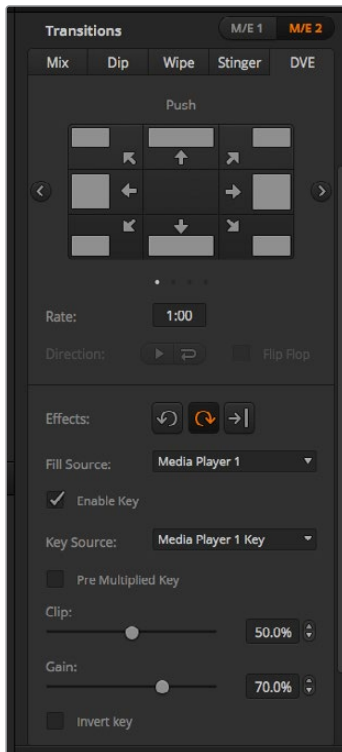 Transitions M/E 1 M/E 2
Mix Dip Wipe Stinger DVE
Push
Rate: 1:00
Direction: Flip Flop
Effects:
Fill Source: Media Player 1
Enable Key
Key Source: Media Player 1 Key
Pre Multiplied Key
Clip:
50.0%
Gain:
70.0%
Invert key